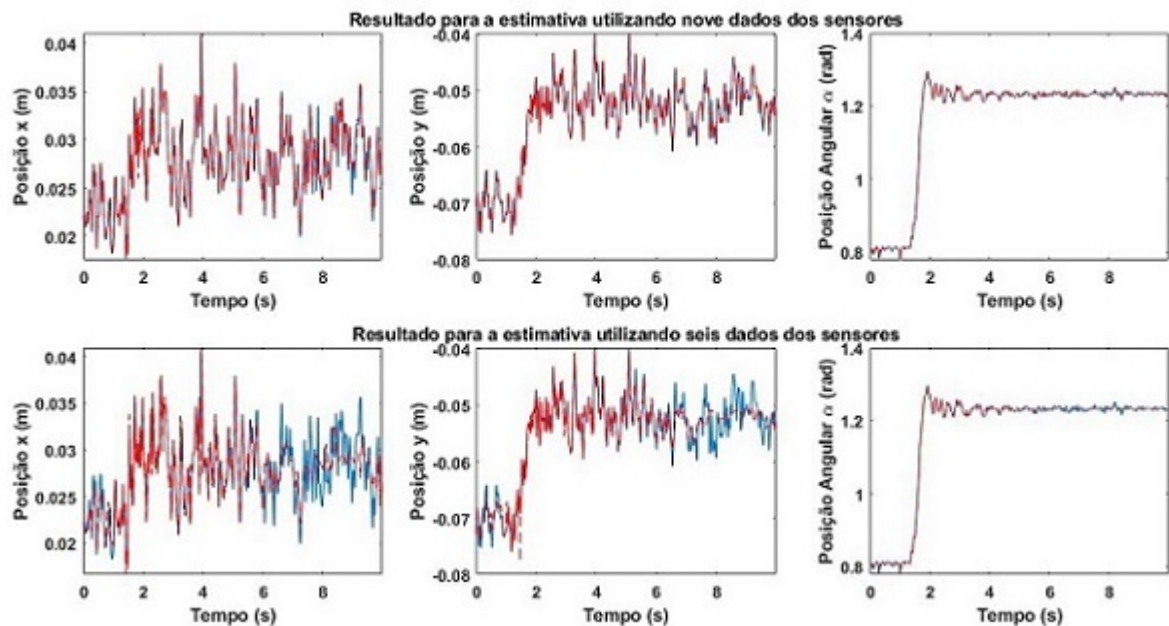 Resultado para a estimativa utilizando nove dados dos sensores
0.04
0.035
0.03
0.025
0.02
Posição x (m)
0 2 4 6 8
Tempo (s)
-0.04
-0.05
-0.06
-0.07
-0.08
Posição y (m)
0 2 4 6 8
Tempo (s)
1.4
1.2
1
0.8
Posição Angular α (rad)
0 2 4 6 8
Tempo (s)
Resultado para a estimativa utilizando seis dados dos sensores
0.04
0.035
0.03
0.025
0.02
Posição x (m)
0 2 4 6 8
Tempo (s)
-0.04
-0.05
-0.06
-0.07
-0.08
Posição y (m)
0 2 4 6 8
Tempo (s)
1.4
1.2
1
0.8
Posição Angular α (rad)
0 2 4 6 8
Tempo (s)